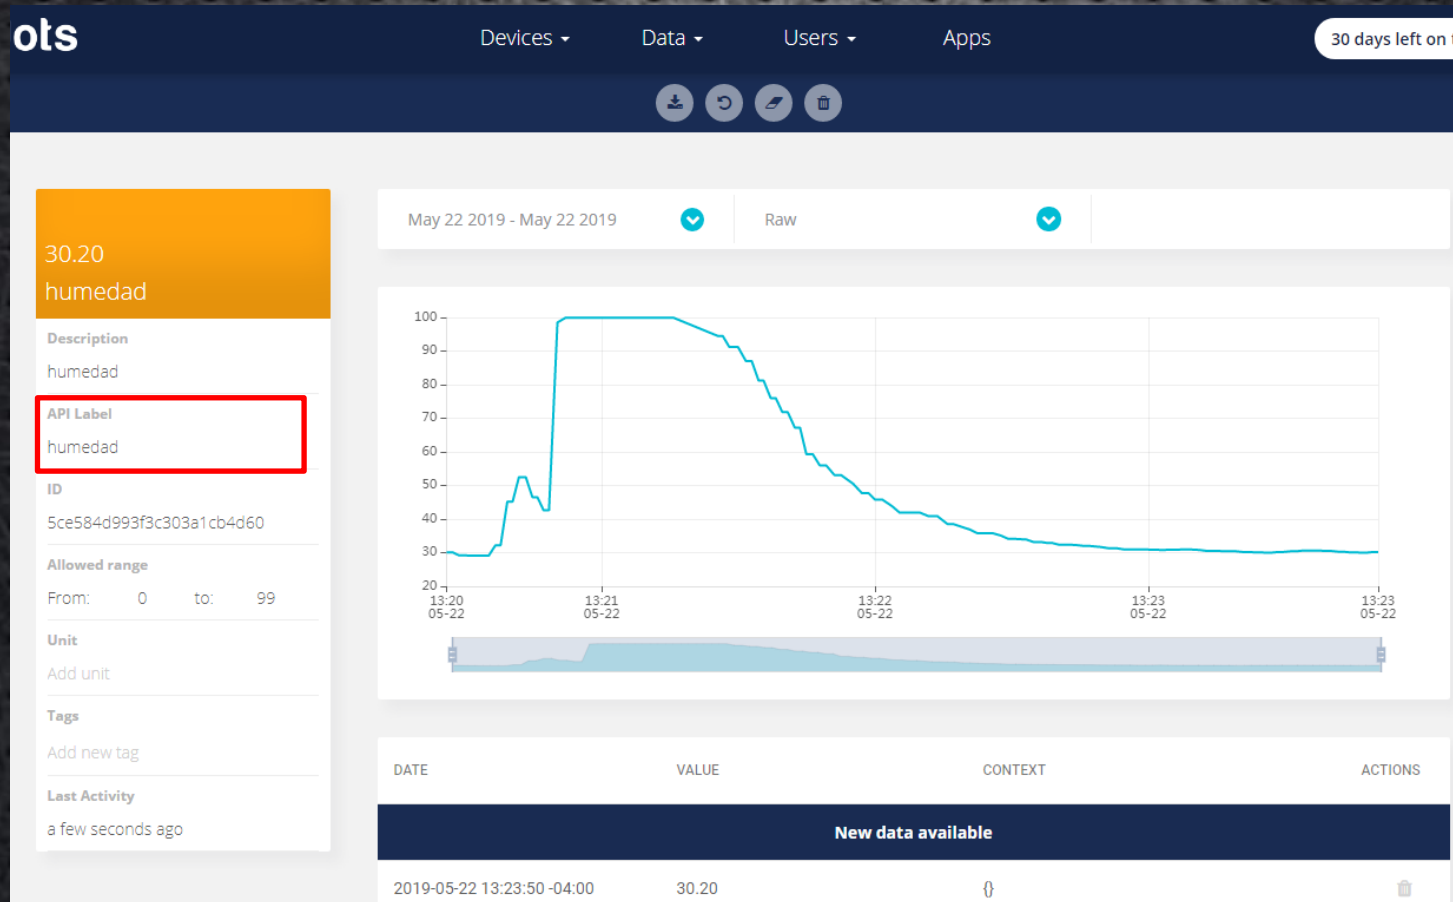 ots
Devices Data Users Apps
30 days left on
30.20
humedad
Description
humedad
API Label
humedad
ID
5ce584d993f3c303a1cb4d60
Allowed range
From: 0 to: 99
Unit
Add unit
Tags
Add new tag
Last Activity
a few seconds ago
May 22 2019 - May 22 2019
Raw
100
90
80
70
60
50
40
30
20
13:20 13:21 13:22 13:23 13:23
05-22 05-22 05-22 05-22 05-22
DATE VALUE CONTEXT ACTIONS
New data available
2019-05-22 13:23:50 -04:00 30.20 {}